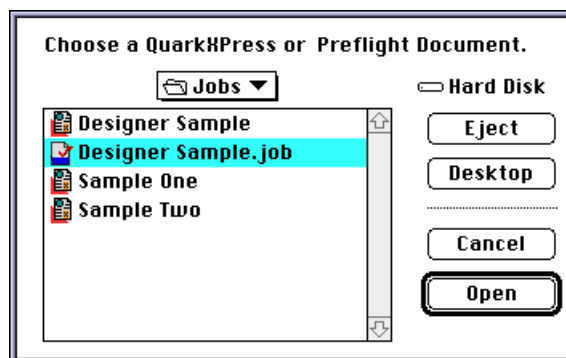 Choose a QuarkXPress or Preflight Document.
Jobs
Hard Disk
Designer Sample
Designer Sample.job
Sample One
Sample Two
Eject
Desktop
Cancel
Open